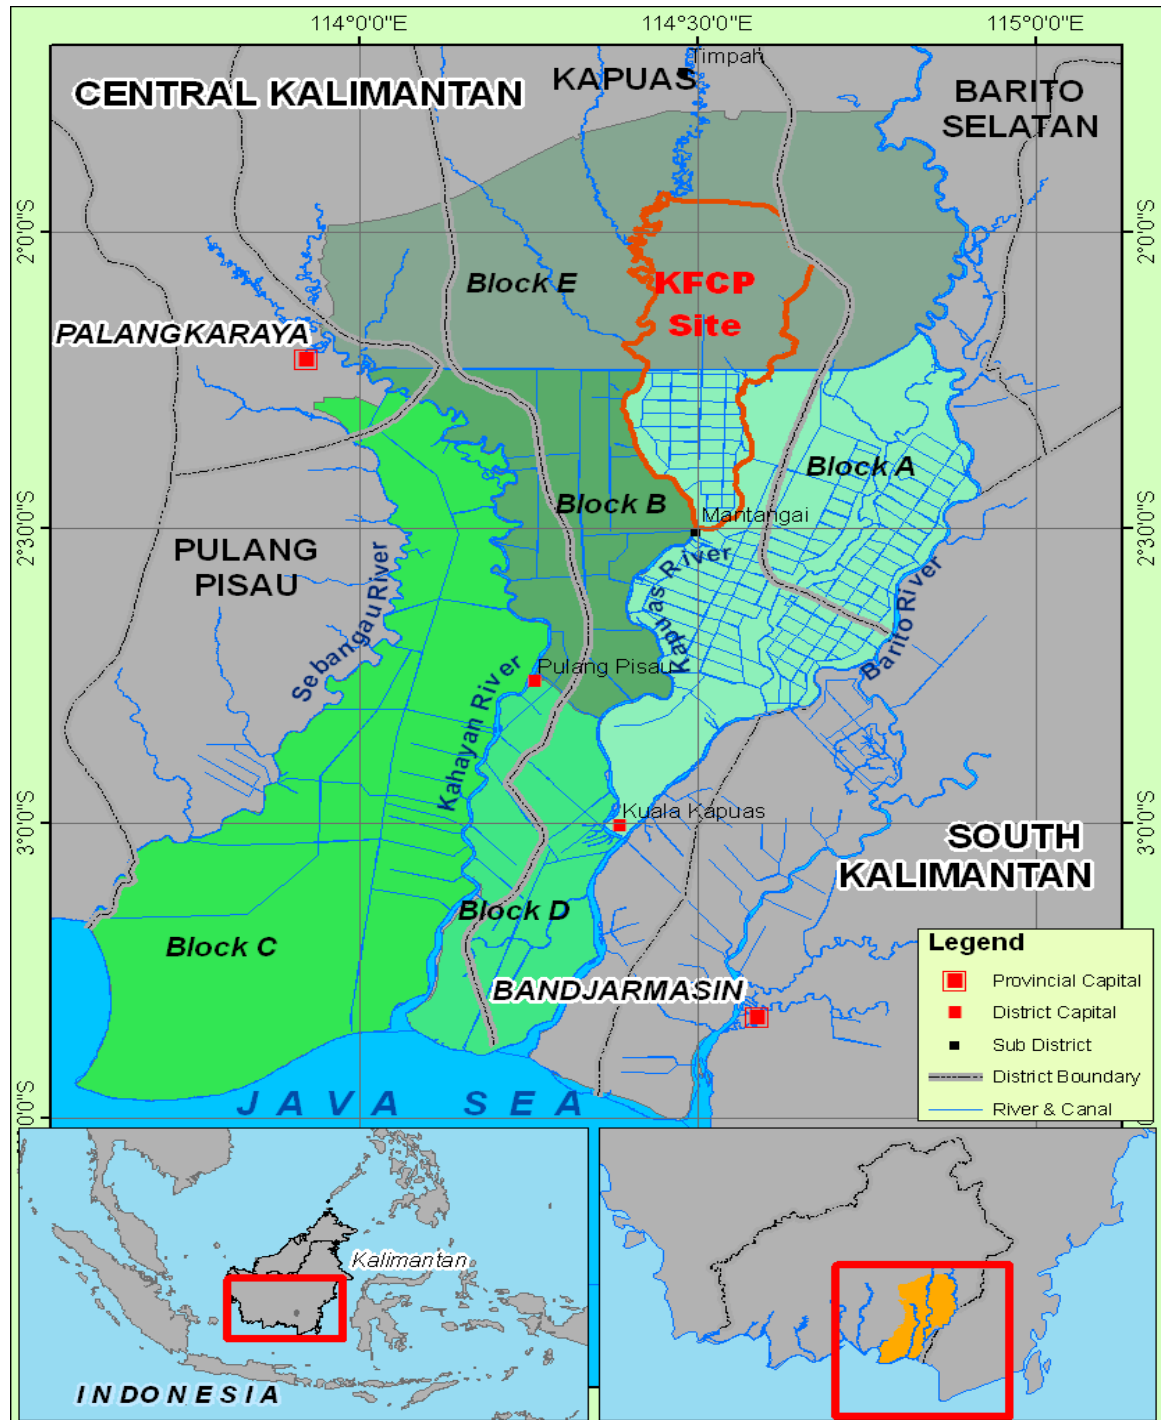 114°0'0"E
114°30'0"E
115°0'0"E
Timpah
CENTRAL KALIMANTAN
KAPUAS
BARITO
SELATAN
2°0'0"S
2°0'0"S
Block E
KFCP
Site
PALANGKARAYA
Block A
Block B
Mantangai
2°30'0"S
2°30'0"S
PULANG
PISAU
Sebangau River
Kapuas River
Barito River
Pulang Pisau
Kahayan River
Kuala Kapuas
3°0'0"S
3°0'0"S
SOUTH
KALIMANTAN
Block D
Block C
BANDJARMASIN
Legend
Provincial Capital
District Capital
Sub District
District Boundary
River & Canal
JAVA SEA
Kalimantan
INDONESIA